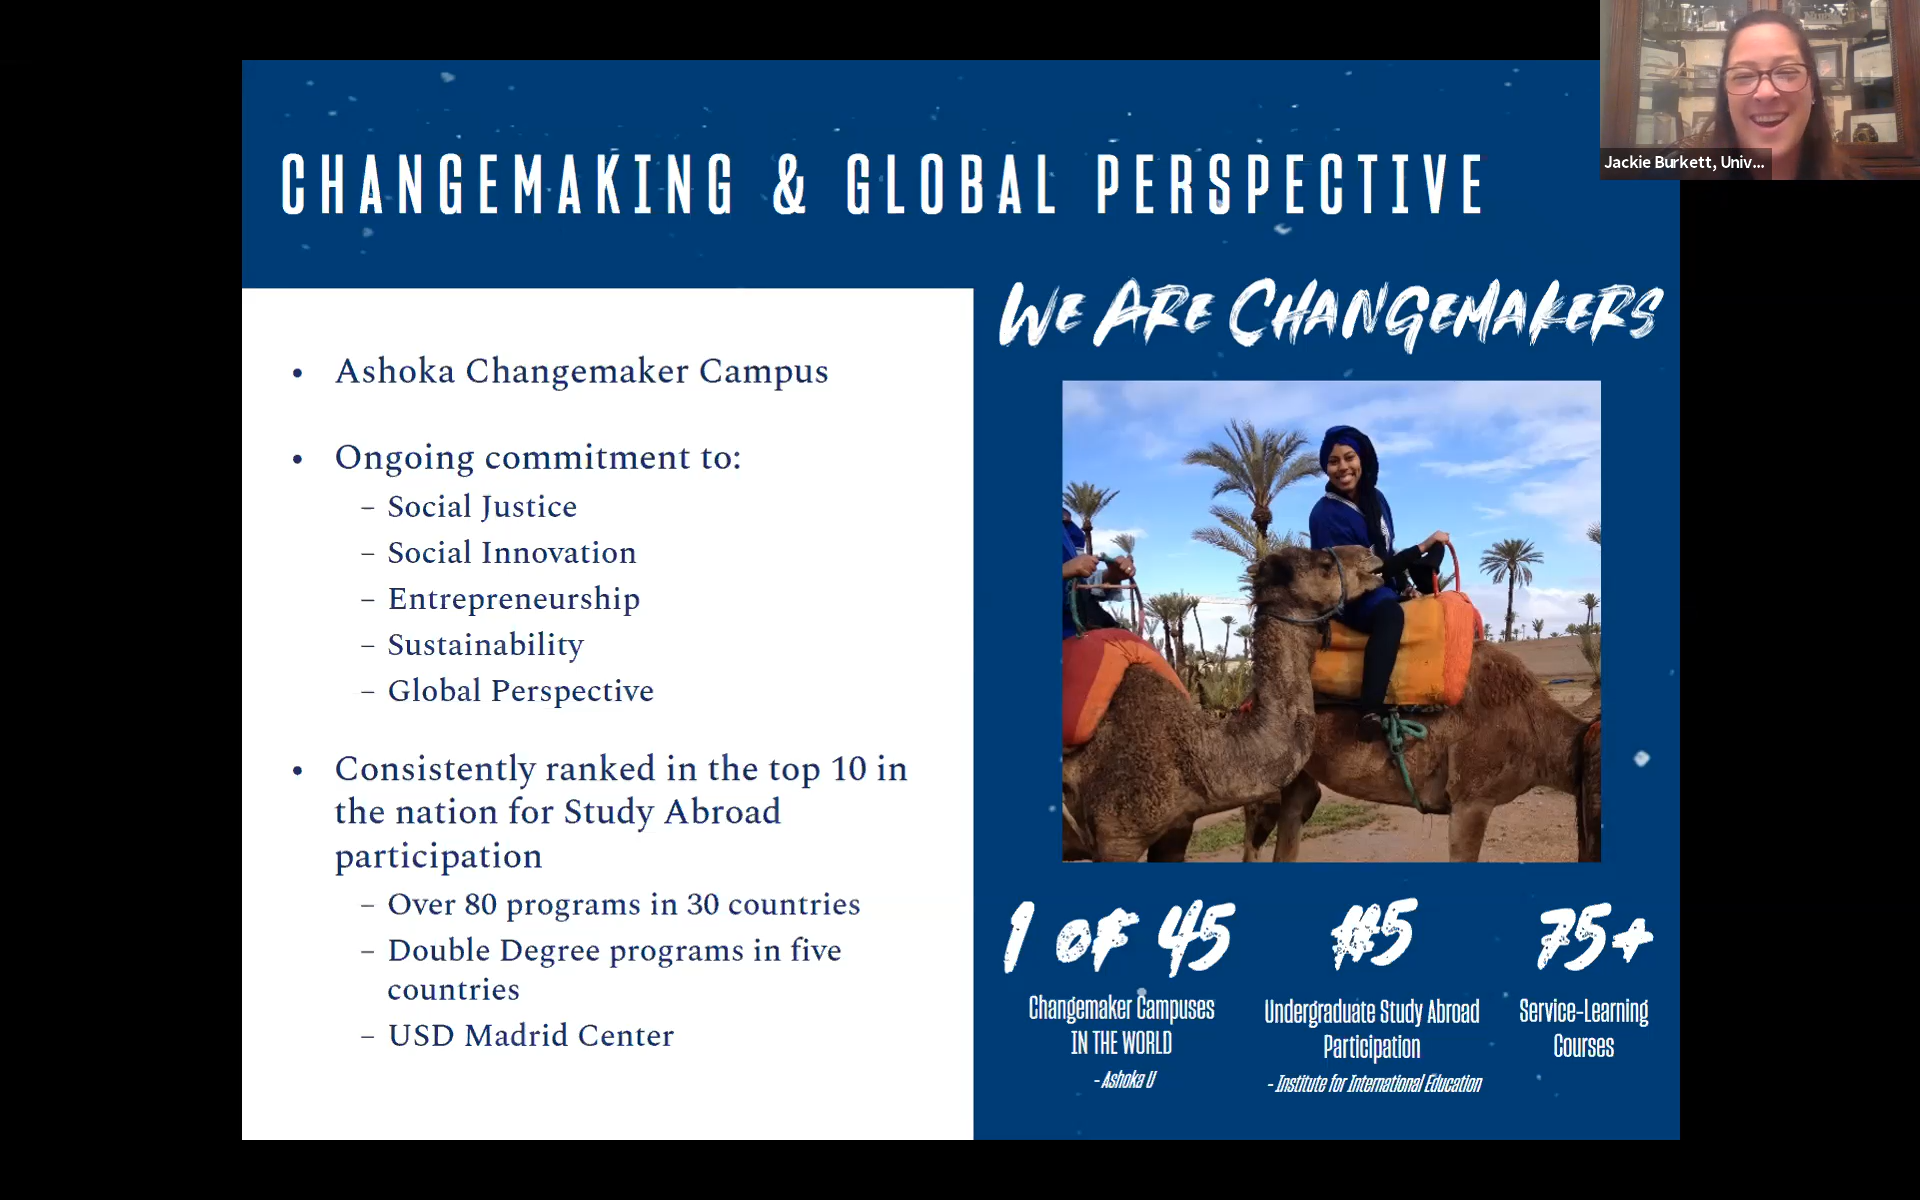 CHANGEMAKING & GLOBAL PERSPECTIVE
Jackie Burkett, Univ...
• Ashoka Changemaker Campus
• Ongoing commitment to:
– Social Justice
– Social Innovation
– Entrepreneurship
– Sustainability
– Global Perspective
• Consistently ranked in the top 10 in
the nation for Study Abroad
participation
– Over 80 programs in 30 countries
– Double Degree programs in five
countries
– USD Madrid Center
WE ARE CHANGEMAKERS
1 OF 45
Changemaker Campuses
IN THE WORLD
- Ashoka U
#5
Undergraduate Study Abroad
Participation
- Institute for International Education
75+
Service-Learning
Courses